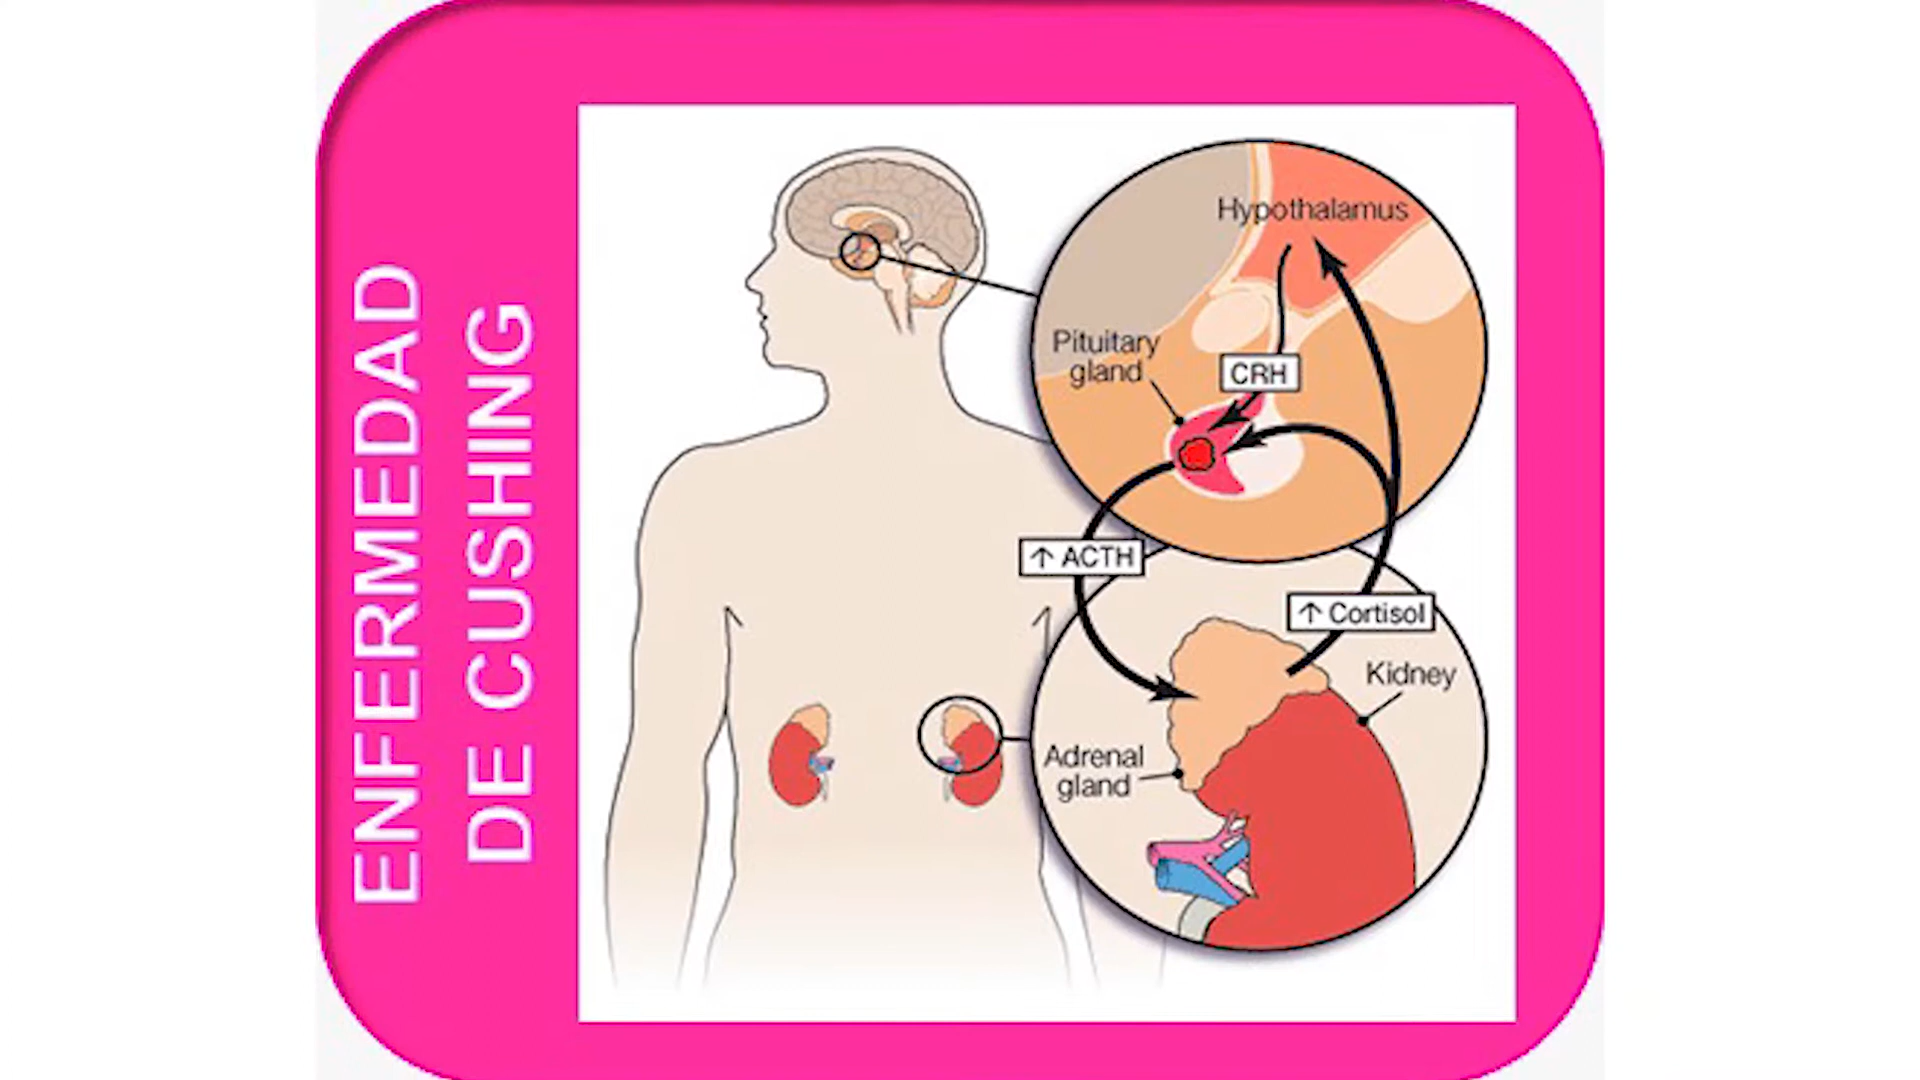 ENFERMEDAD
DE CUSHING
Hypothalamus
Pituitary
gland
CRH
↑ ACTH
↑ Cortisol
Kidney
Adrenal
gland